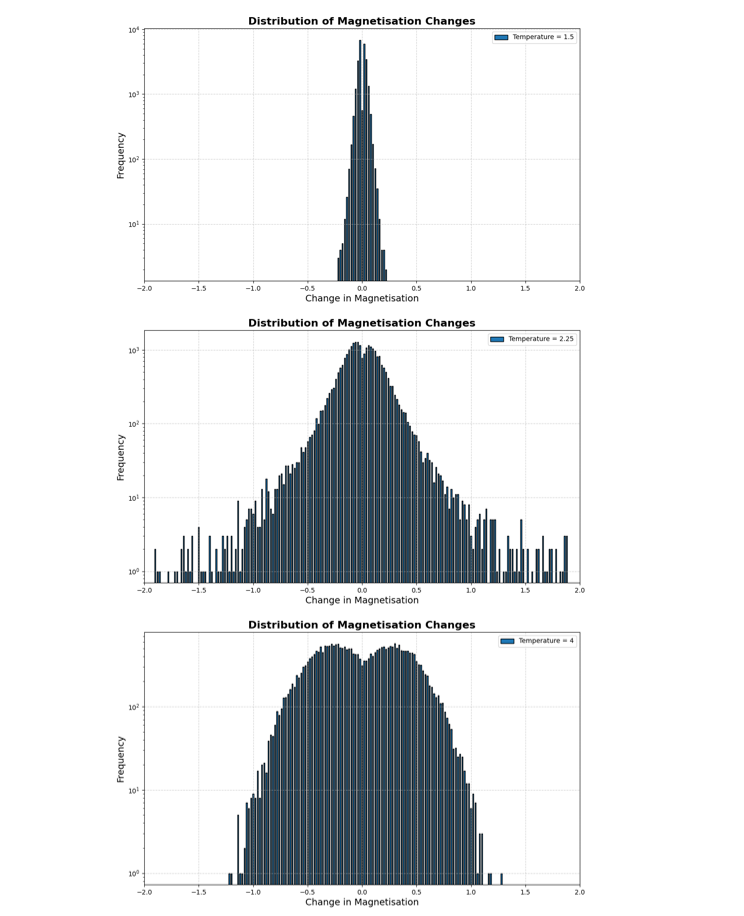 Distribution of Magnetisation Changes
Temperature = 1.5
10⁴
10³
10²
10¹
Frequency
−2.0 −1.5 −1.0 −0.5 0.0 0.5 1.0 1.5 2.0
Change in Magnetisation
Distribution of Magnetisation Changes
Temperature = 2.25
10³
10²
10¹
10⁰
Frequency
−2.0 −1.5 −1.0 −0.5 0.0 0.5 1.0 1.5 2.0
Change in Magnetisation
Distribution of Magnetisation Changes
Temperature = 4
10²
10¹
10⁰
Frequency
−2.0 −1.5 −1.0 −0.5 0.0 0.5 1.0 1.5 2.0
Change in Magnetisation